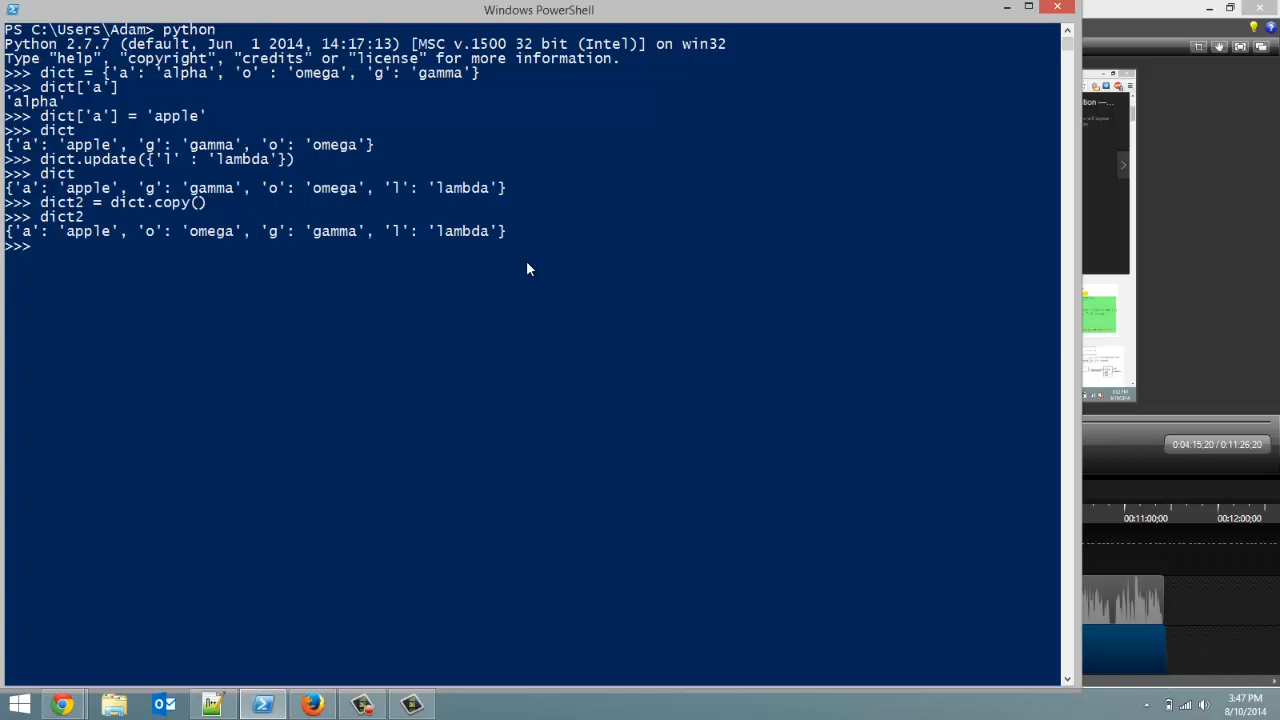 Windows PowerShell
PS C:\Users\Adam> python
Python 2.7.7 (default, Jun  1 2014, 14:17:13) [MSC v.1500 32 bit (Intel)] on win32
Type "help", "copyright", "credits" or "license" for more information.
>>> dict = {'a': 'alpha', 'o' : 'omega', 'g': 'gamma'}
>>> dict['a']
'alpha'
>>> dict['a'] = 'apple'
>>> dict
{'a': 'apple', 'g': 'gamma', 'o': 'omega'}
>>> dict.update({'l' : 'lambda'})
>>> dict
{'a': 'apple', 'g': 'gamma', 'o': 'omega', 'l': 'lambda'}
>>> dict2 = dict.copy()
>>> dict2
{'a': 'apple', 'o': 'omega', 'g': 'gamma', 'l': 'lambda'}
>>>
tion —...
0:04:15;20 / 0:11:26;20
00:11:00;00 00:12:00;00
3:47 PM
8/10/2014